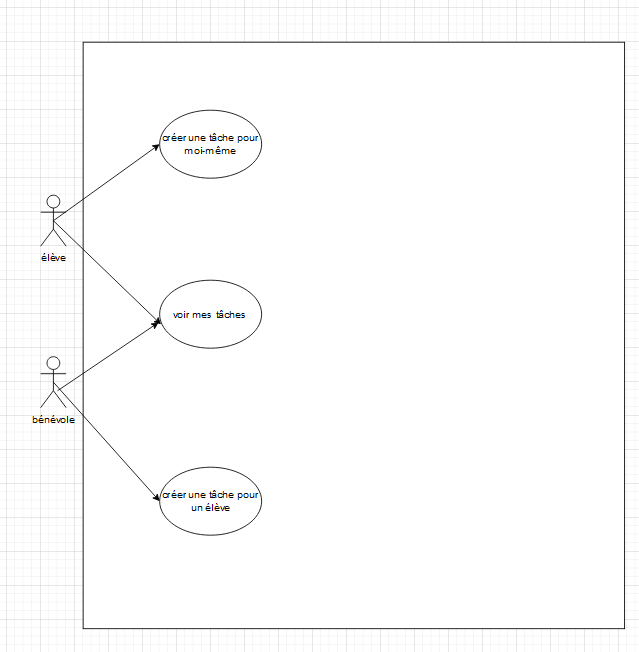 créer une tâche pour
moi-même
élève
voir mes tâches
bénévole
créer une tâche pour
un élève